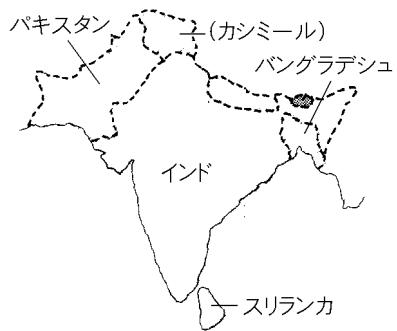 パキスタン
(カシミール)
バングラデシュ
インド
スリランカ